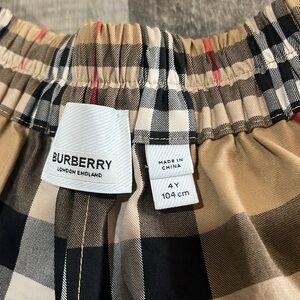 BURBERRY
LONDON ENGLAND
MADE IN
CHINA
4Y
104 cm